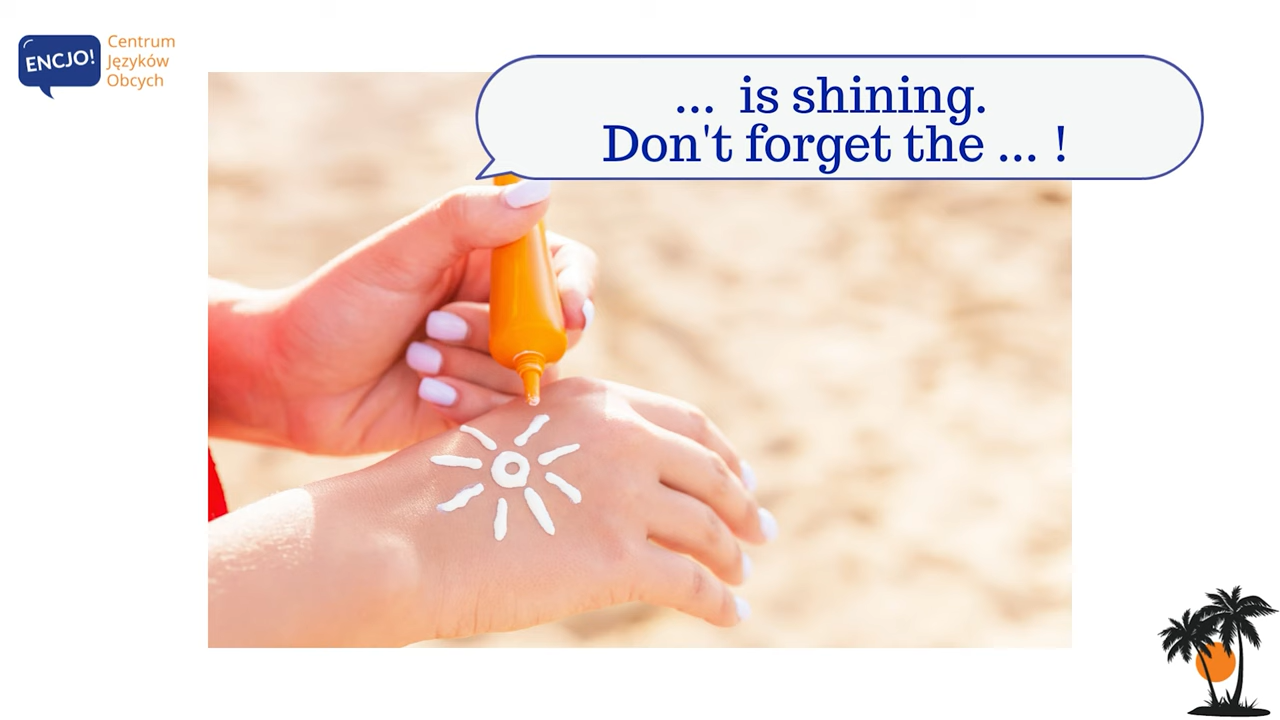 ENCJO!
Centrum
Języków
Obcych
... is shining.
Don't forget the ... !